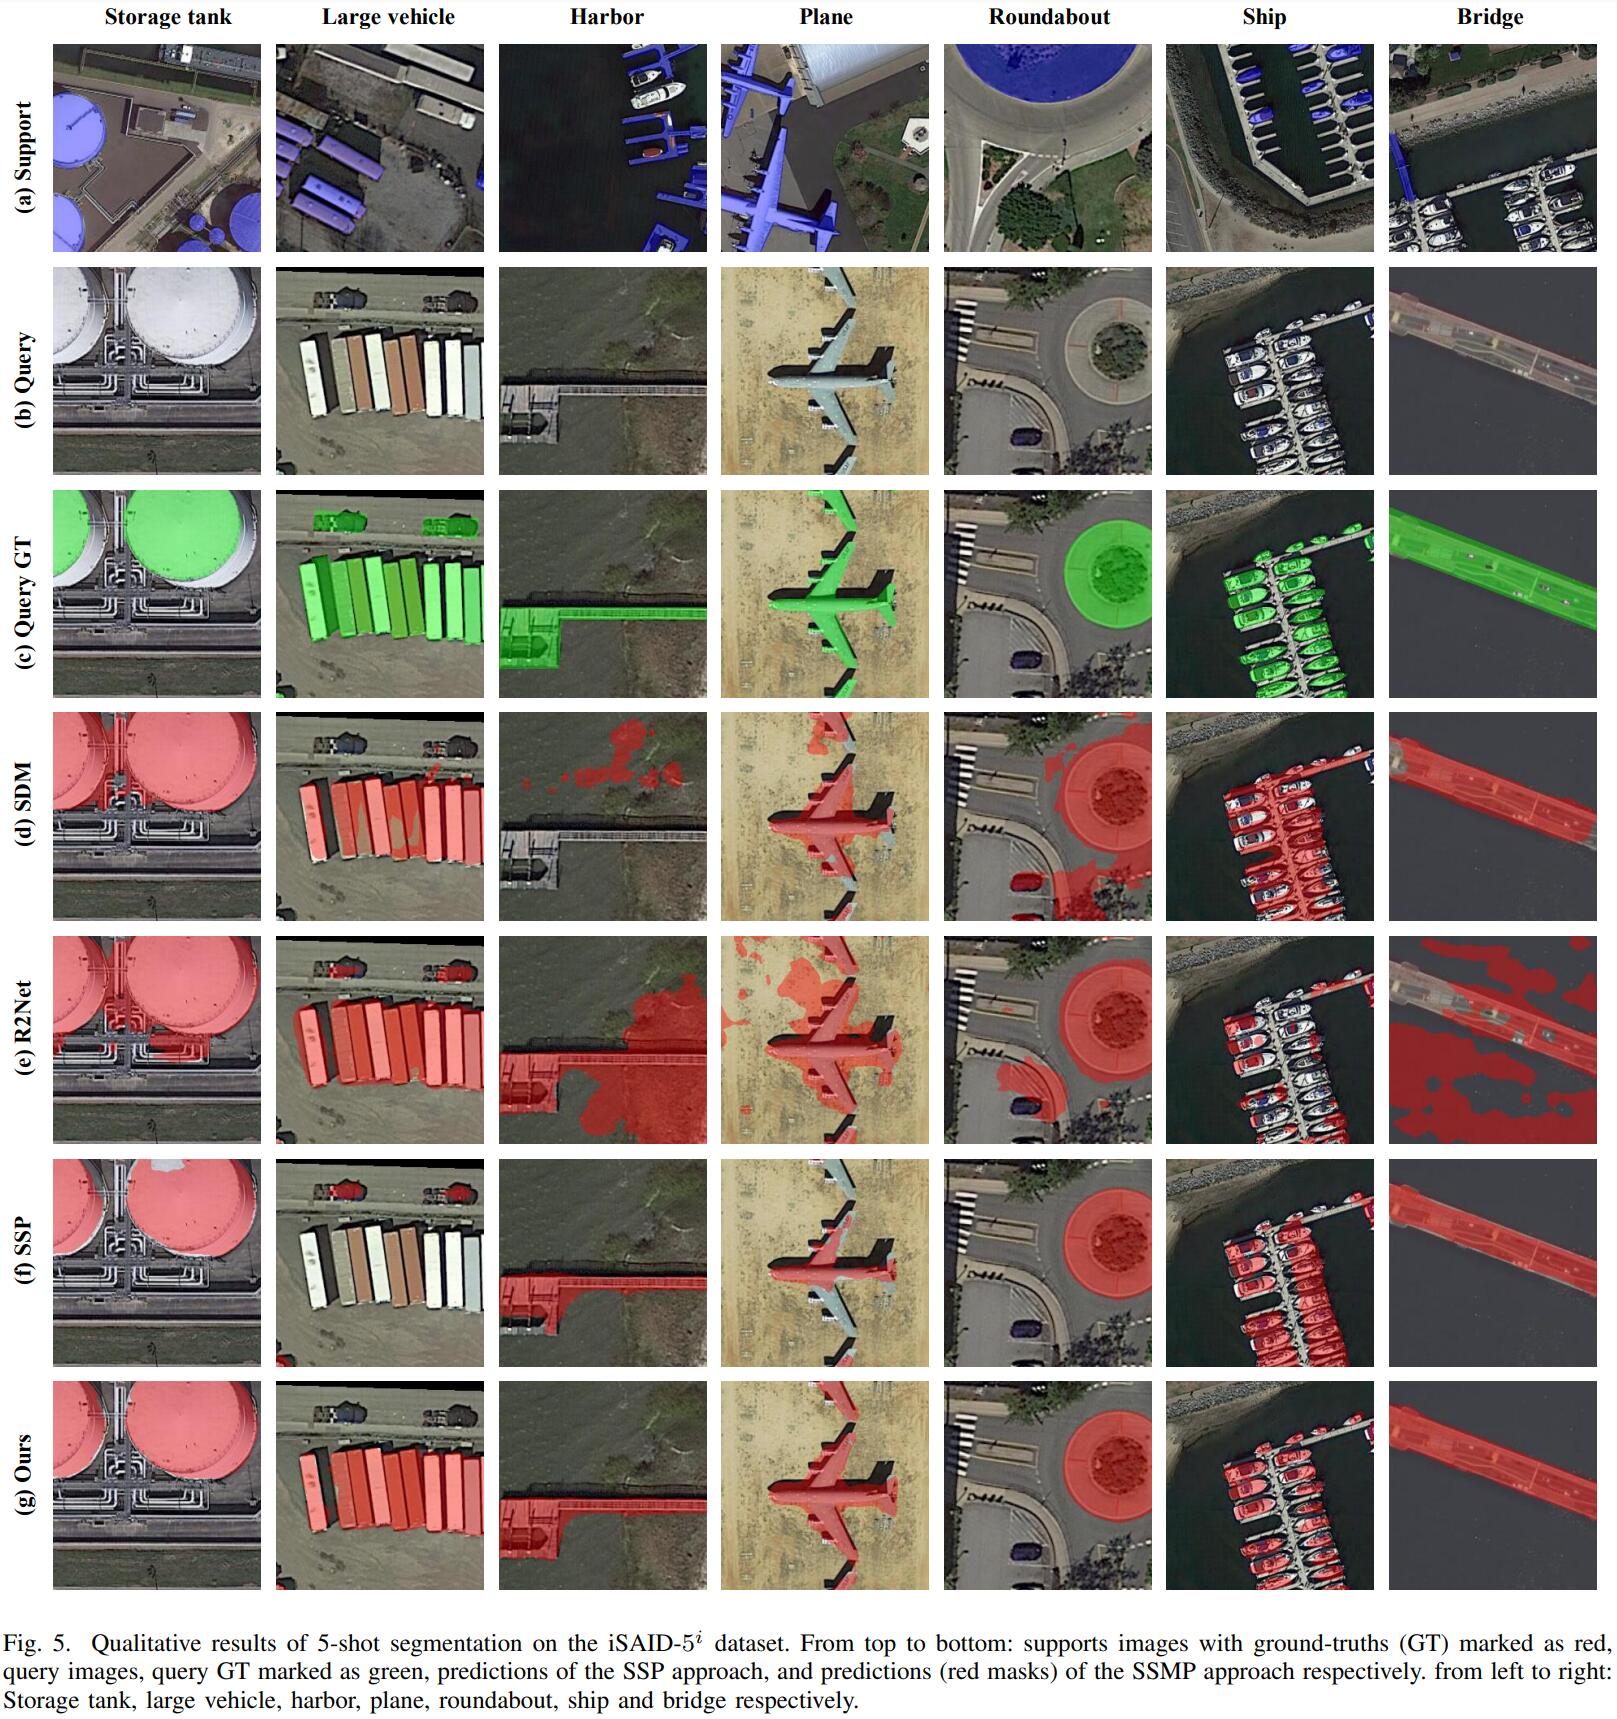 Storage tank Large vehicle Harbor Plane Roundabout Ship Bridge
(a) Support
(b) Query
(c) Query GT
(d) SDM
(e) R2Net
(f) SSP
(g) Ours
Fig. 5. Qualitative results of 5-shot segmentation on the iSAID-5^i dataset. From top to bottom: supports images with ground-truths (GT) marked as red,
query images, query GT marked as green, predictions of the SSP approach, and predictions (red masks) of the SSMP approach respectively. from left to right:
Storage tank, large vehicle, harbor, plane, roundabout, ship and bridge respectively.